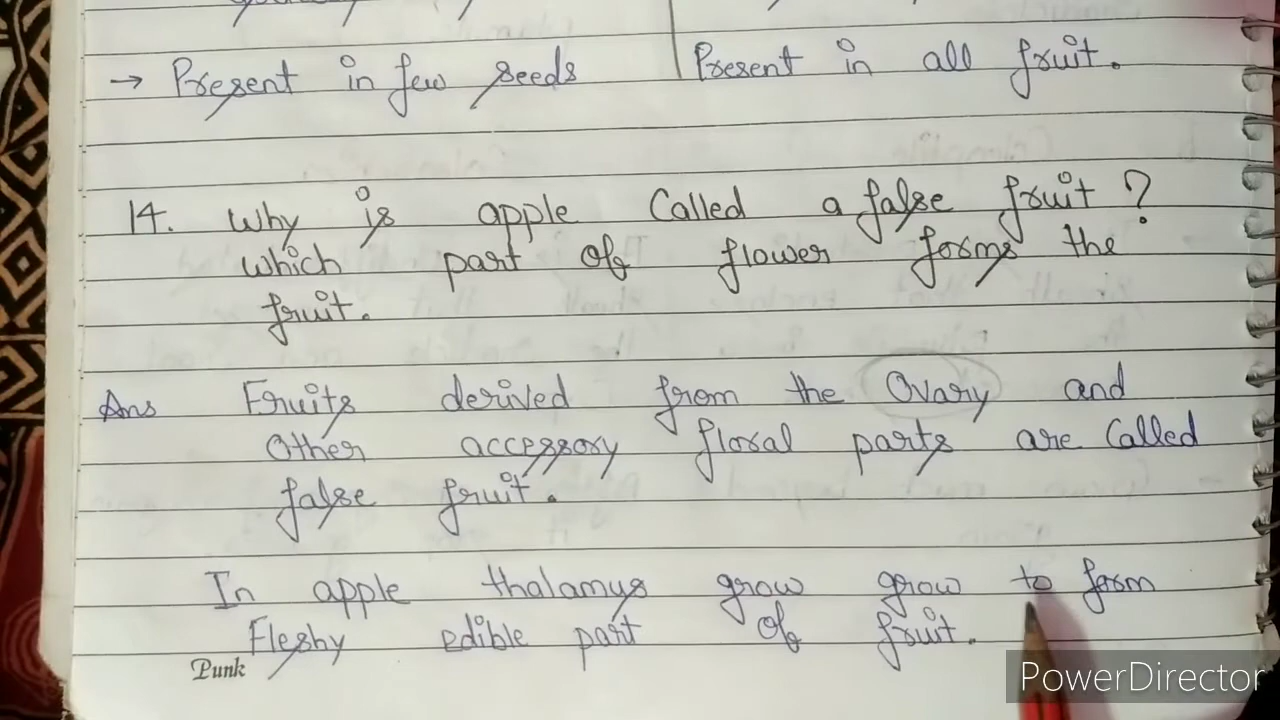 → Present in few seeds | Present in all fruit.
14. Why is apple Called a false fruit?
which part of flower forms the
fruit.
Ans Fruits derived from the Ovary and
Other accessory floral parts are Called
false fruit.
In apple thalamus grow grow to form
Fleshy edible part of fruit.
Punk
PowerDirector